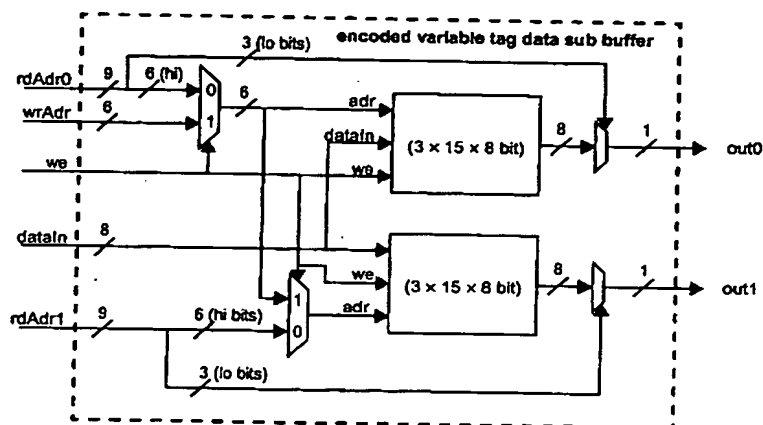 3 (lo bits)
encoded variable tag data sub buffer
rdAdr0
9
6 (hi)
0
6
adr
wrAdr
6
1
dataIn
(3 × 15 × 8 bit)
8
1
out0
we
we
dataIn
8
we
(3 × 15 × 8 bit)
8
1
out1
1
adr
rdAdr1
9
6 (hi bits)
0
3 (lo bits)